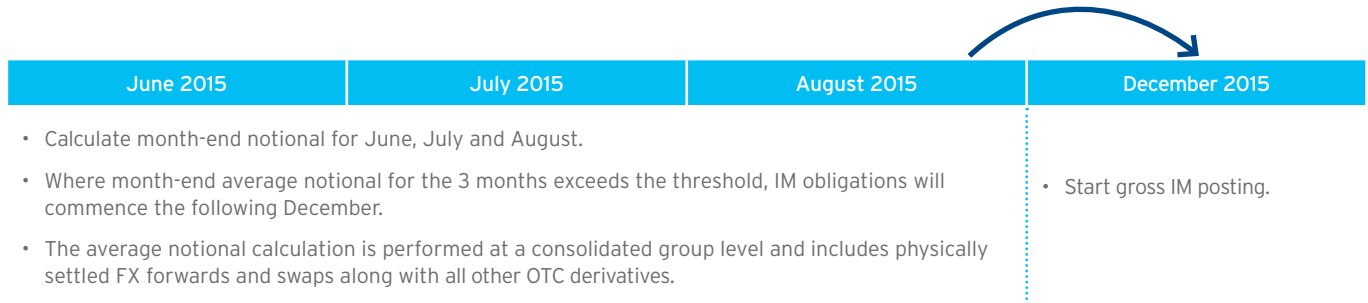 June 2015
July 2015
August 2015
December 2015
• Calculate month-end notional for June, July and August.
• Where month-end average notional for the 3 months exceeds the threshold, IM obligations will
commence the following December.
• The average notional calculation is performed at a consolidated group level and includes physically
settled FX forwards and swaps along with all other OTC derivatives.
• Start gross IM posting.